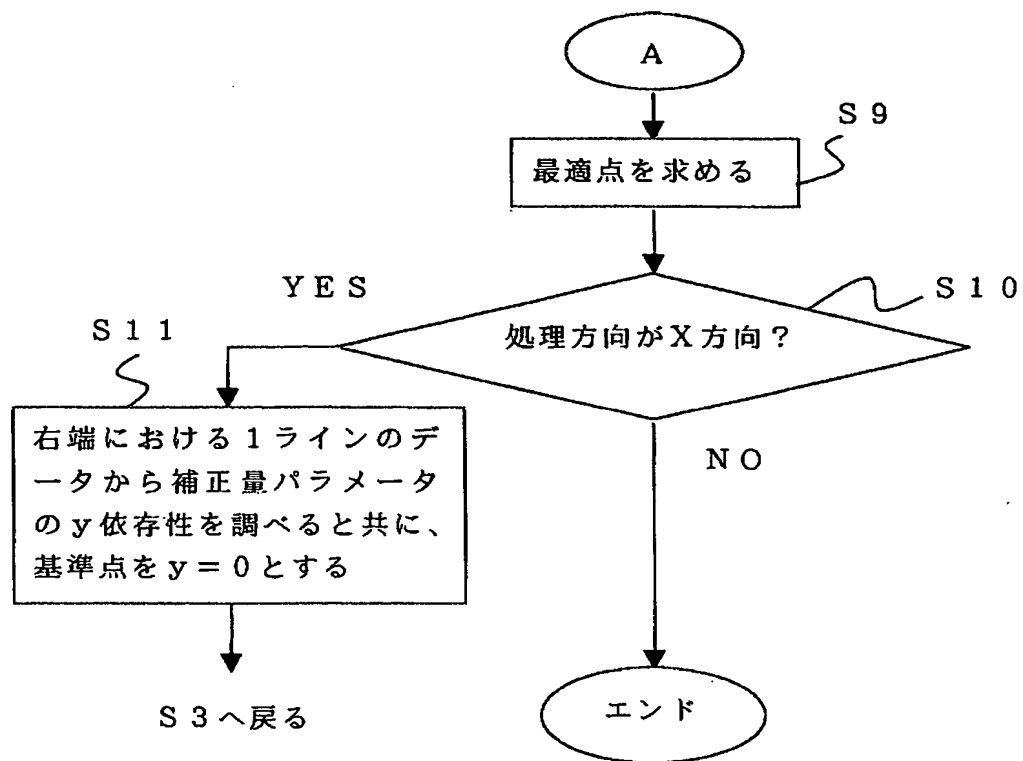 A
S9
最適点を求める
S10
YES
処理方向がX方向？
S11
右端における1ラインのデ
ータから補正量パラメータ
のy依存性を調べると共に、
基準点をy＝0とする
NO
S3へ戻る
エンド